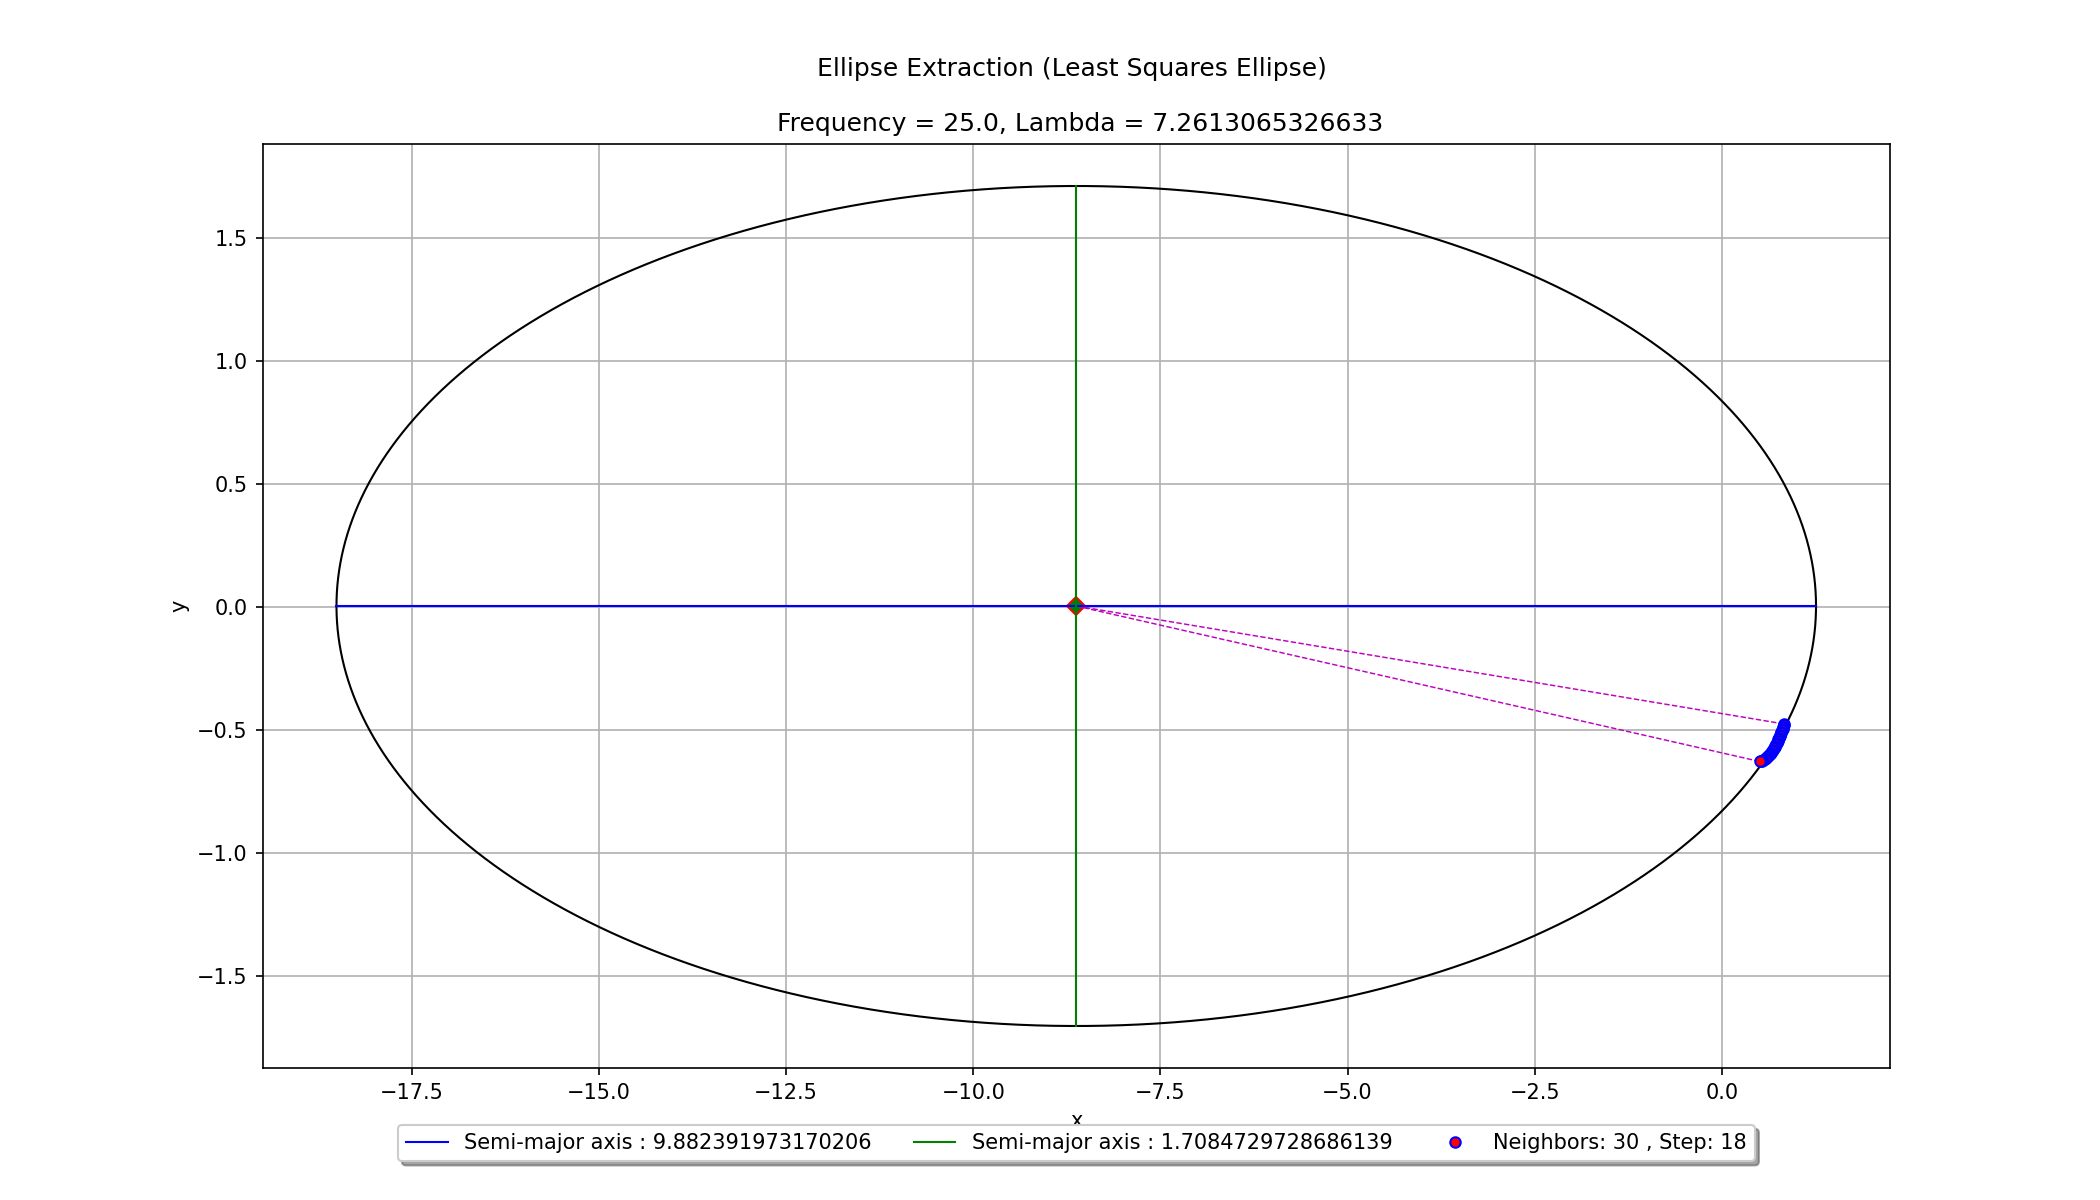 Ellipse Extraction (Least Squares Ellipse)
Frequency = 25.0, Lambda = 7.2613065326633
1.5
1.0
0.5
0.0
−0.5
−1.0
−1.5
y
−17.5 −15.0 −12.5 −10.0 −7.5 −5.0 −2.5 0.0
x
Semi-major axis : 9.882391973170206 Semi-major axis : 1.7084729728686139 Neighbors: 30 , Step: 18